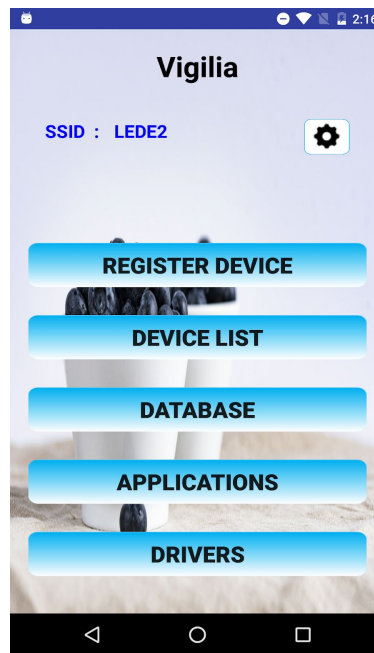 2:16
Vigilia
SSID : LEDE2
REGISTER DEVICE
DEVICE LIST
DATABASE
APPLICATIONS
DRIVERS